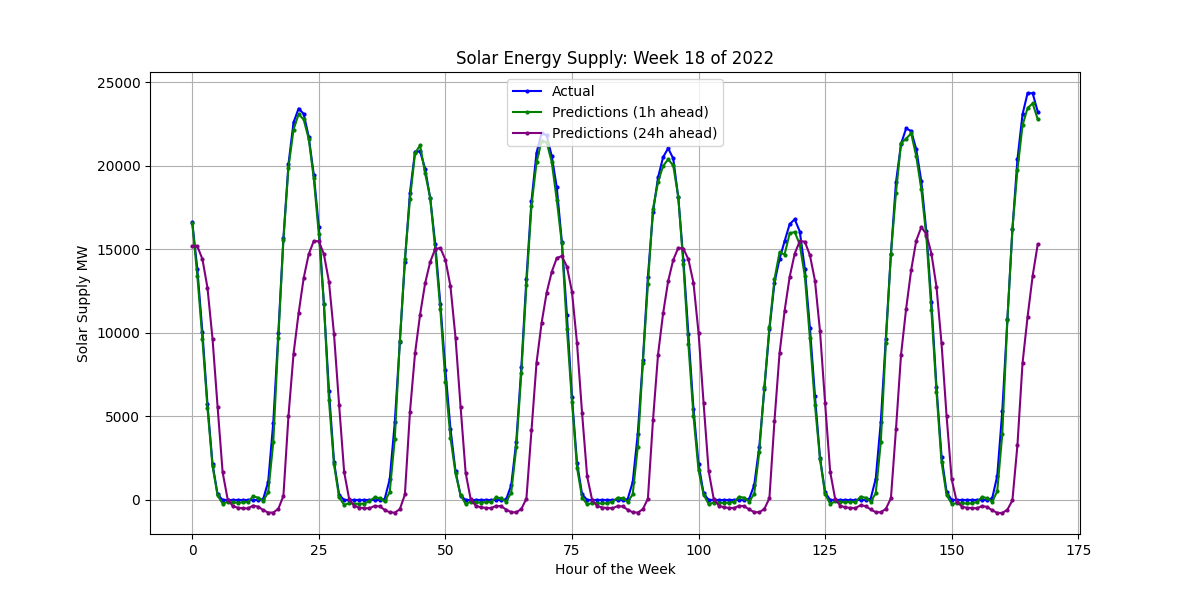 Solar Energy Supply: Week 18 of 2022
Solar Supply MW
25000
20000
15000
10000
5000
0
Actual
Predictions (1h ahead)
Predictions (24h ahead)
0 25 50 75 100 125 150 175
Hour of the Week